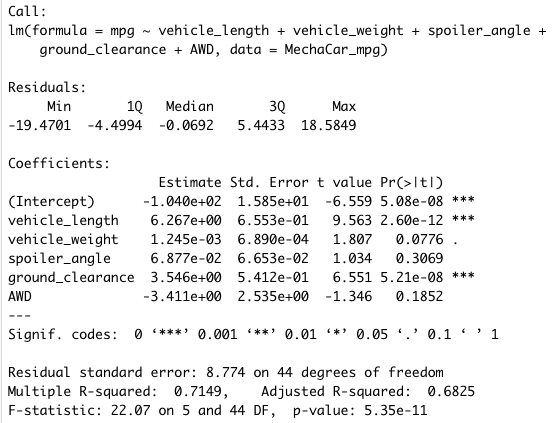 Call:
lm(formula = mpg ~ vehicle_length + vehicle_weight + spoiler_angle +
    ground_clearance + AWD, data = MechaCar_mpg)

Residuals:
     Min       1Q   Median       3Q      Max
-19.4701  -4.4994  -0.0692   5.4433  18.5849

Coefficients:
                   Estimate Std. Error t value Pr(>|t|)
(Intercept)      -1.040e+02  1.585e+01  -6.559 5.08e-08 ***
vehicle_length    6.267e+00  6.553e-01   9.563 2.60e-12 ***
vehicle_weight    1.245e-03  6.890e-04   1.807   0.0776 .
spoiler_angle     6.877e-02  6.653e-02   1.034   0.3069
ground_clearance  3.546e+00  5.412e-01   6.551 5.21e-08 ***
AWD              -3.411e+00  2.535e+00  -1.346   0.1852
---
Signif. codes:  0 ‘***’ 0.001 ‘**’ 0.01 ‘*’ 0.05 ‘.’ 0.1 ‘ ’ 1

Residual standard error: 8.774 on 44 degrees of freedom
Multiple R-squared:  0.7149,    Adjusted R-squared:  0.6825
F-statistic: 22.07 on 5 and 44 DF,  p-value: 5.35e-11